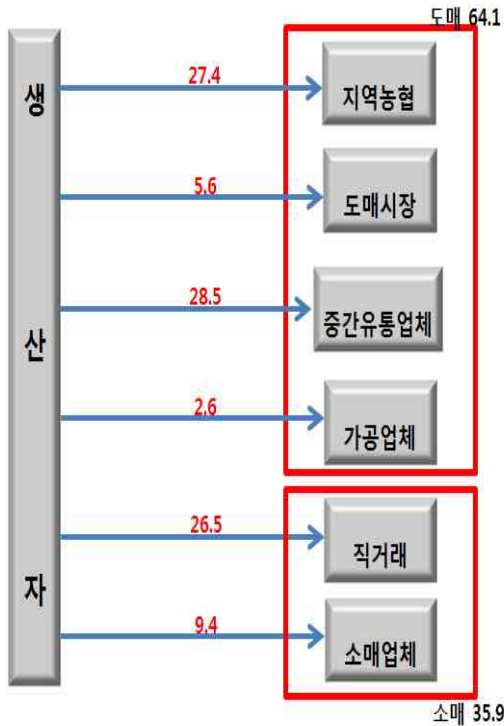 도매 64.1
생
산
자
27.4
지역농협
5.6
도매시장
28.5
중간유통업체
2.6
가공업체
26.5
직거래
9.4
소매업체
소매 35.9